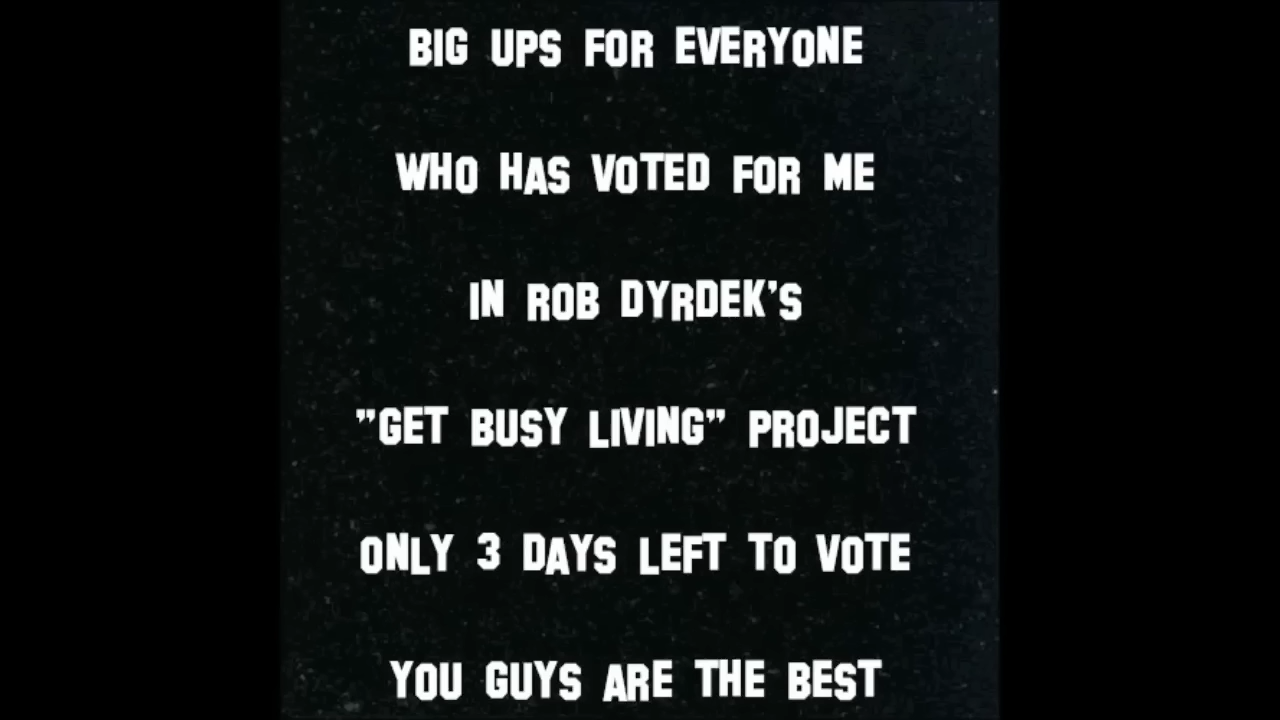 BIG UPS FOR EVERYONE
WHO HAS VOTED FOR ME
IN ROB DYRDEK'S
"GET BUSY LIVING" PROJECT
ONLY 3 DAYS LEFT TO VOTE
YOU GUYS ARE THE BEST